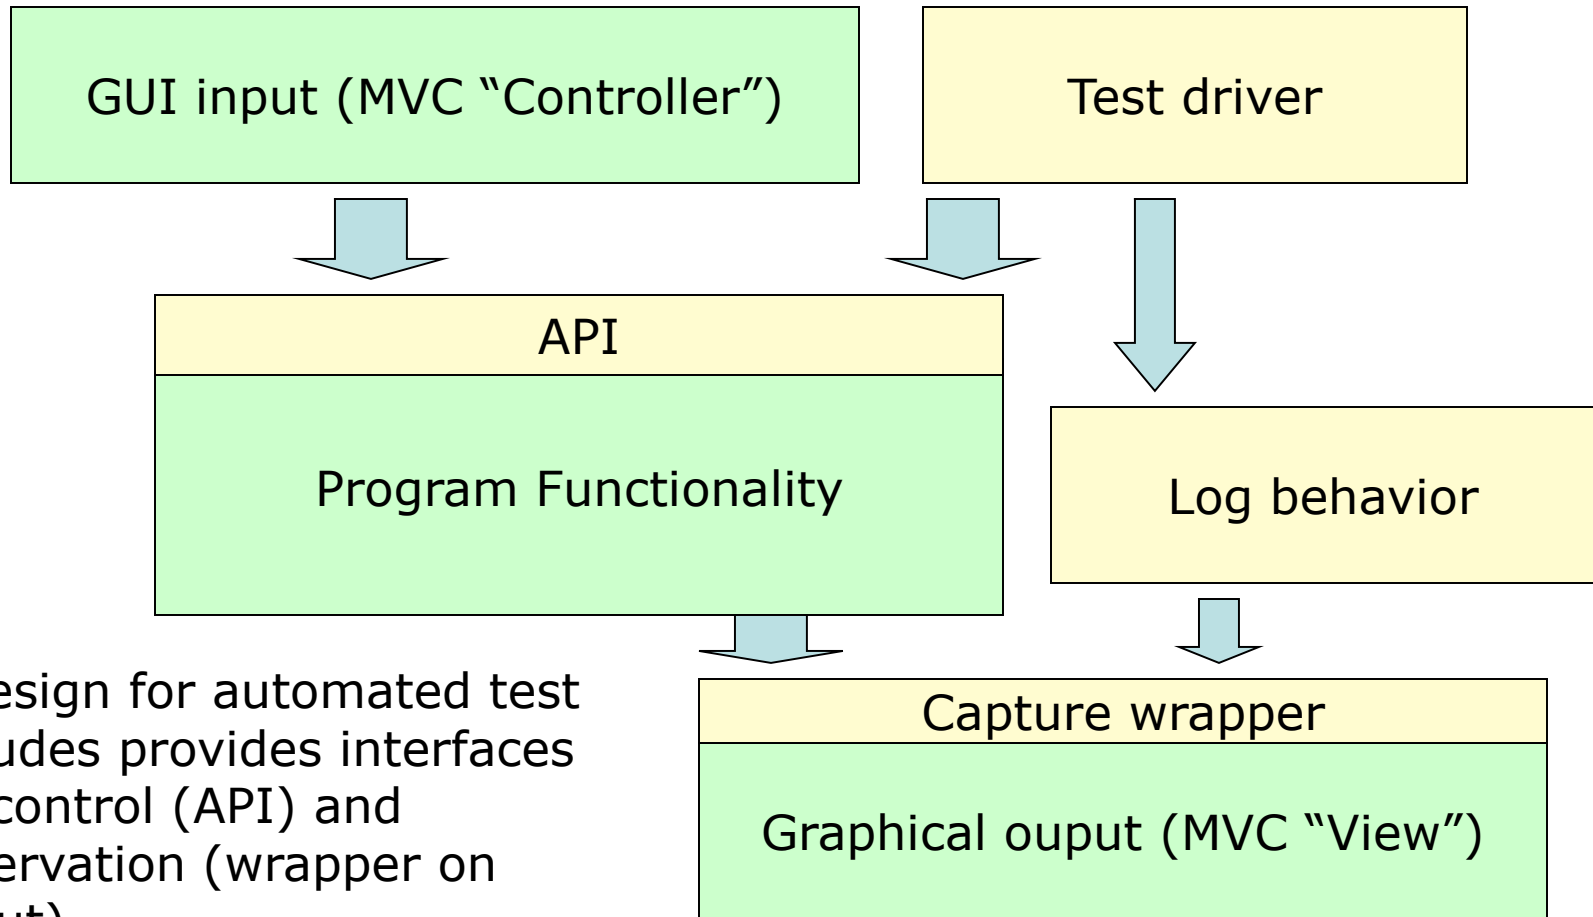 GUI input (MVC “Controller”)
Test driver
API
Program Functionality
Log behavior
esign for automated test
udes provides interfaces
control (API) and
ervation (wrapper on
Capture wrapper
Graphical ouput (MVC “View”)